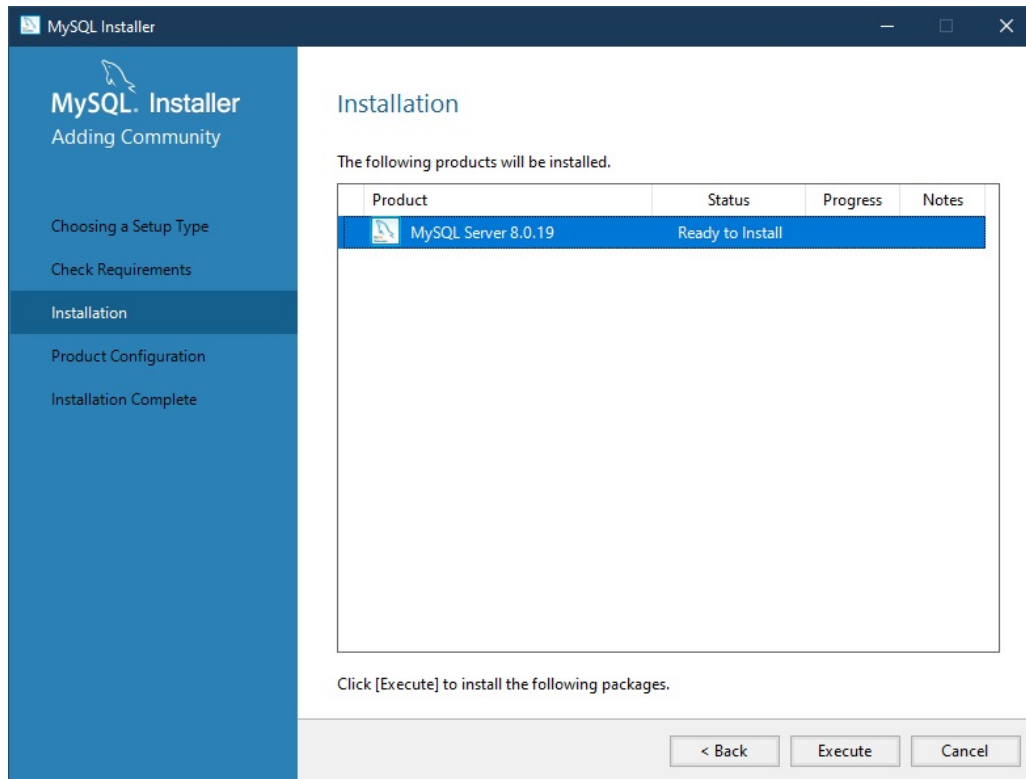 MySQL Installer
MySQL. Installer
Adding Community
Choosing a Setup Type
Check Requirements
Installation
Product Configuration
Installation Complete
Installation
The following products will be installed.
Product Status Progress Notes
MySQL Server 8.0.19 Ready to Install
Click [Execute] to install the following packages.
< Back Execute Cancel